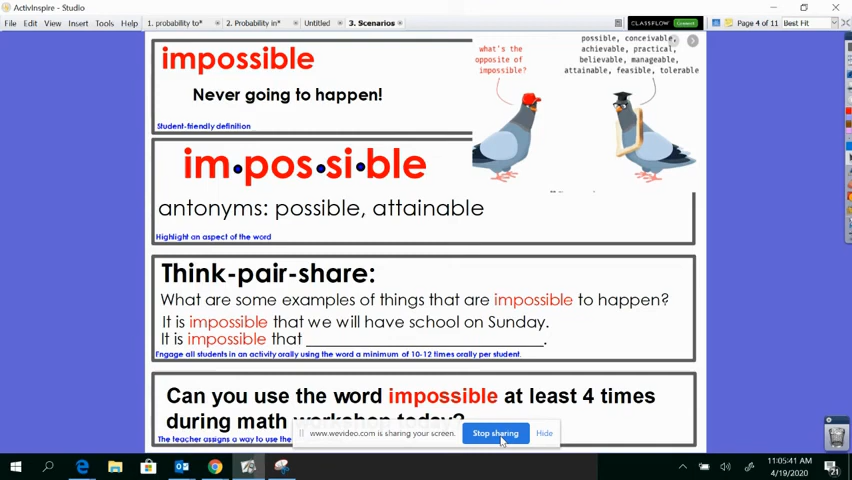 ActivInspire - Studio
File Edit View Insert Tools Help
1. probability to*
2. Probability in*
Untitled
3. Scenarios
CLASSFLOW Connect
Page 4 of 11
Best Fit
impossible
Never going to happen!
Student-friendly definition
what's the
opposite of
impossible?
possible, conceivable,
achievable, practical,
believable, manageable,
attainable, feasible, tolerable
im•pos•si•ble
antonyms: possible, attainable
Highlight an aspect of the word
Think-pair-share:
What are some examples of things that are impossible to happen?
It is impossible that we will have school on Sunday.
It is impossible that ______________________________.
Engage all students in an activity orally using the word a minimum of 10-12 times orally per student.
Can you use the word impossible at least 4 times
during math workshop today?
The teacher assigns a way to use the
www.wevideo.com is sharing your screen.
Stop sharing
Hide
11:05:41 AM
4/19/2020
21